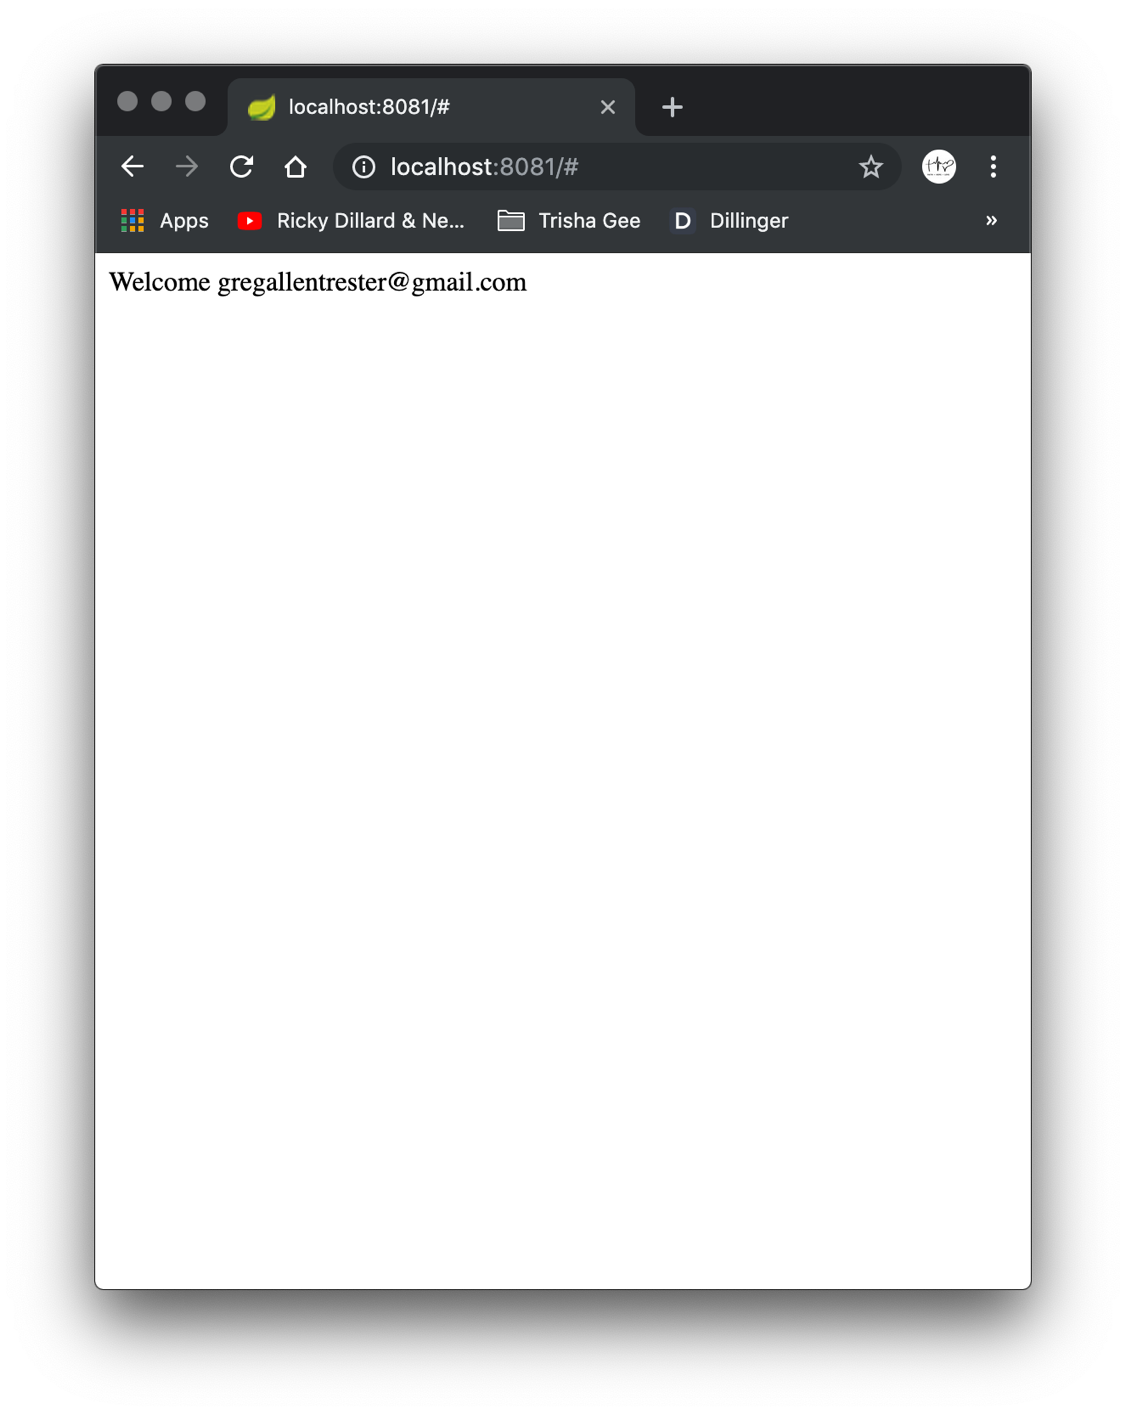 localhost:8081/#
localhost:8081/#
Apps Ricky Dillard & Ne... Trisha Gee D Dillinger »
Welcome gregallentrester@gmail.com